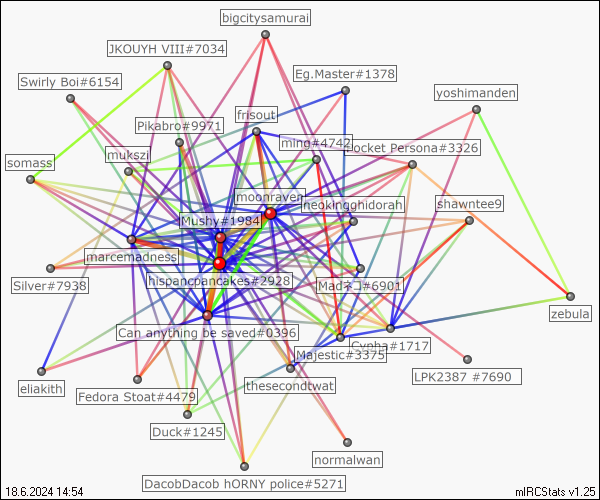 bigcitysamurai
JKOUYH VIII#7034
Eg.Master#1378
Swirly Boi#6154
yoshimanden
frisout
Pikabro#9971
ming#4742
Pocket Persona#3326
mukszi
somass
moonraven
neokingghidorah
shawntee9
Mushy#1984
marcemadness
hispancpancakes#2928
Madネコ#6901
Silver#7938
zebula
Can anything be saved#0396
Cypha#1717
Majestic#3375
LPK2387 #7690
eliakith
thesecondtwat
Fedora Stoat#4479
Duck#1245
normalwan
DacobDacob hORNY police#5271
18.6.2024 14:54
mIRCStats v1.25